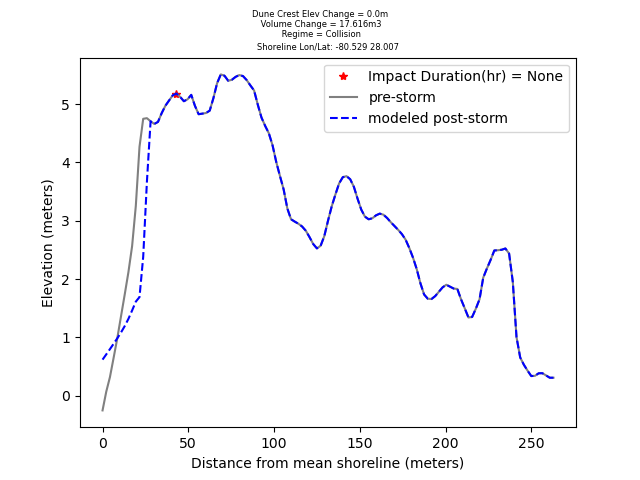 Dune Crest Elev Change = 0.0m
Volume Change = 17.616m3
Regime = Collision
Shoreline Lon/Lat: -80.529 28.007
Impact Duration(hr) = None
pre-storm
modeled post-storm
Elevation (meters)
5
4
3
2
1
0
0 50 100 150 200 250
Distance from mean shoreline (meters)